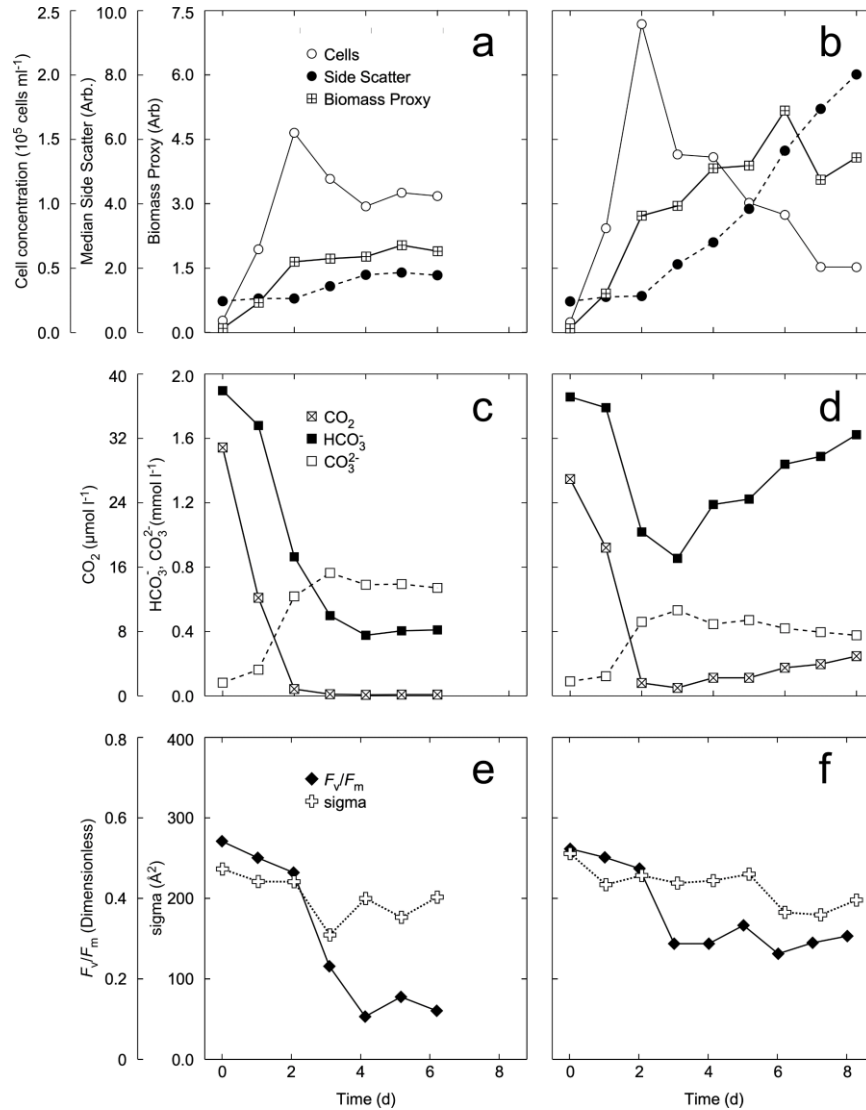 a
b
Cells
Side Scatter
Biomass Proxy
Cell concentration (10⁵ cells ml⁻¹)
Median Side Scatter (Arb.)
Biomass Proxy (Arb)
2.5 10.0 7.5
2.0 8.0 6.0
1.5 6.0 4.5
1.0 4.0 3.0
0.5 2.0 1.5
0.0 0.0 0.0
c
d
CO₂
HCO₃⁻
CO₃²⁻
CO₂ (μmol l⁻¹)
HCO₃⁻, CO₃²⁻ (mmol l⁻¹)
40 2.0
32 1.6
24 1.2
16 0.8
8 0.4
0 0.0
e
f
Fᵥ/Fₘ
sigma
Fᵥ/Fₘ (Dimensionless)
sigma (Å²)
0.8 400
0.6 300
0.4 200
0.2 100
0 0.0
0 2 4 6 8 0 2 4 6 8
Time (d) Time (d)